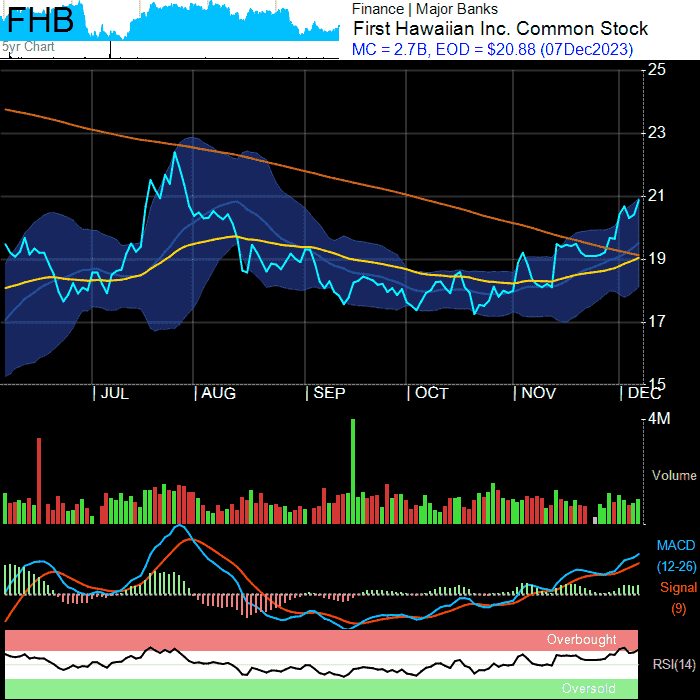 FHB
5yr Chart
Finance | Major Banks
First Hawaiian Inc. Common Stock
MC = 2.7B, EOD = $20.88 (07Dec2023)
25
23
21
19
17
15
JUL
AUG
SEP
OCT
NOV
DEC
4M
Volume
MACD
(12-26)
Signal
(9)
Overbought
RSI(14)
Oversold